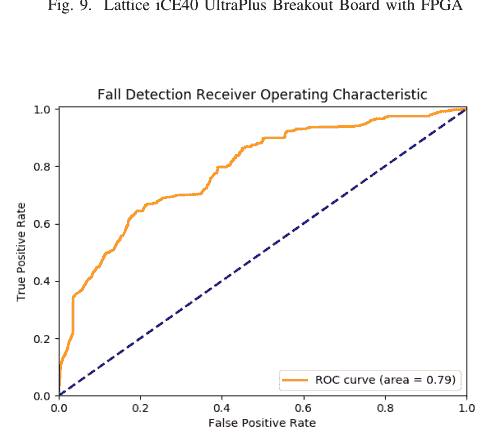 Fig. 9. Lattice iCE40 UltraPlus Breakout Board with FPGA
Fall Detection Receiver Operating Characteristic
True Positive Rate
1.0
0.8
0.6
0.4
0.2
0.0
ROC curve (area = 0.79)
0.0 0.2 0.4 0.6 0.8 1.0
False Positive Rate